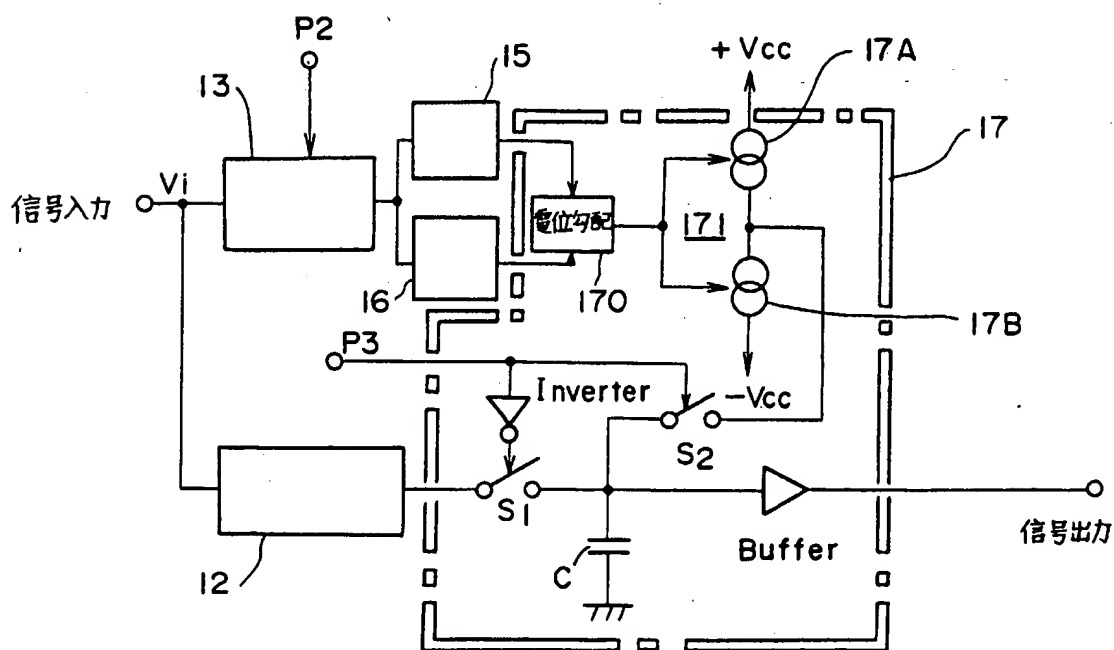 P2
13
15
+Vcc
17A
17
信号入力
Vi
電位勾配
171
16
170
17B
P3
Inverter
-Vcc
S2
S1
信号出力
12
C
Buffer